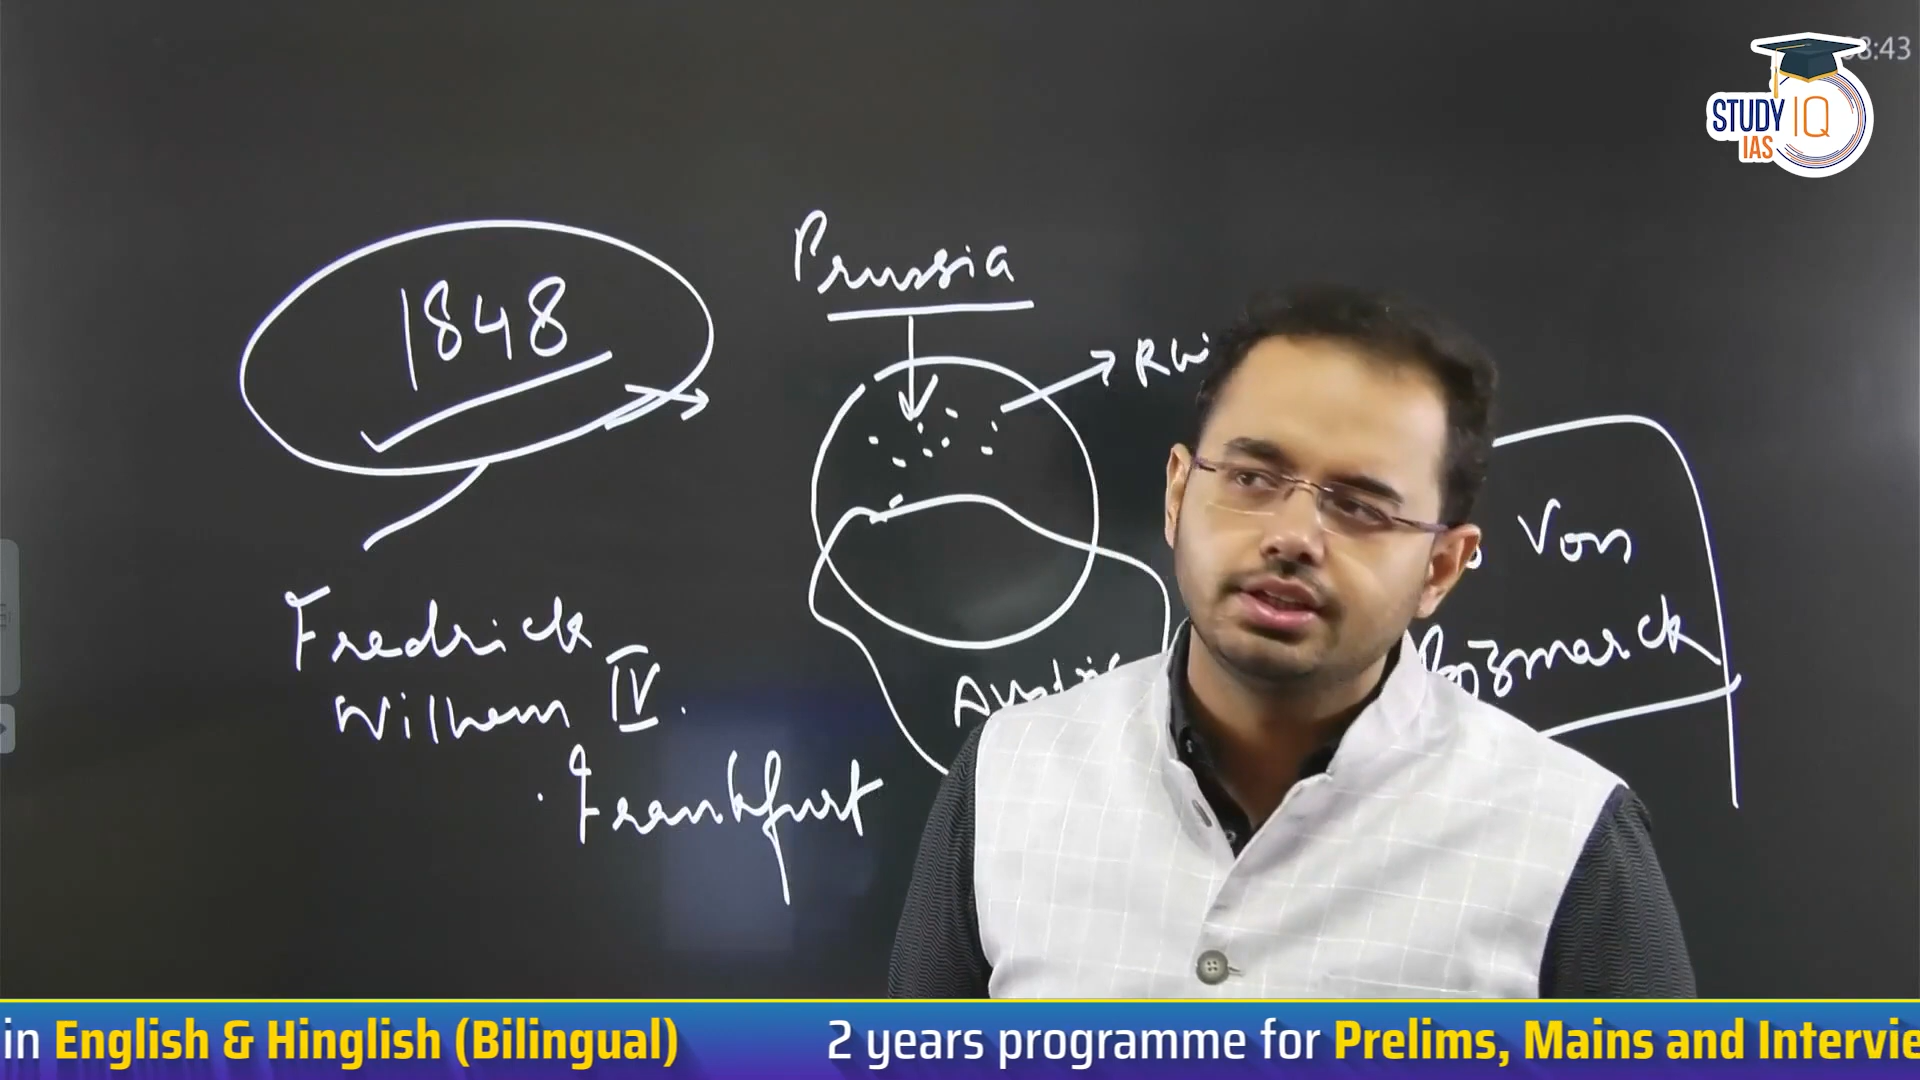 :43
STUDY IQ
IAS
Prussia
1848
Von
Fredrick
Wilhem IV.
Frankfurt
in English & Hinglish (Bilingual) 2 years programme for Prelims, Mains and Intervie